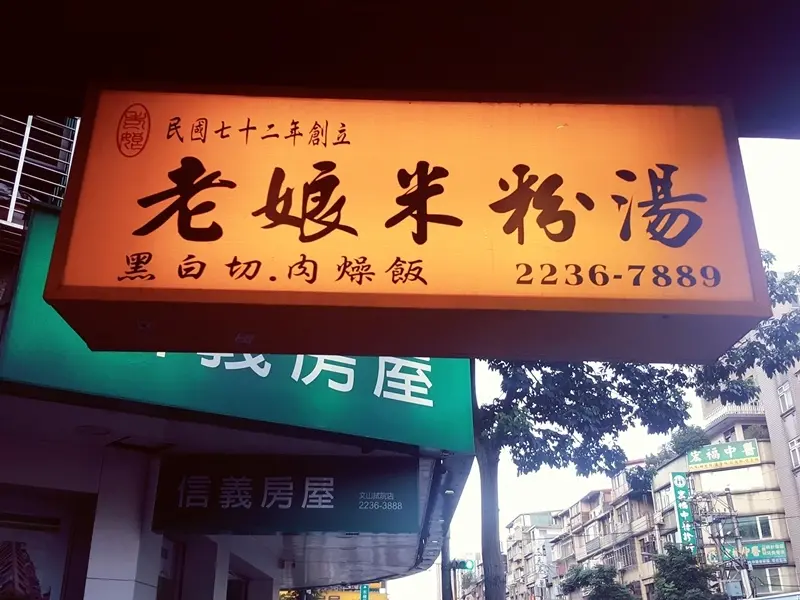 民國七十二年創立
老娘米粉湯
黑白切.肉燥飯 2236-7889
義房屋
信義房屋
文山試院店
2236-3888
宏福中醫